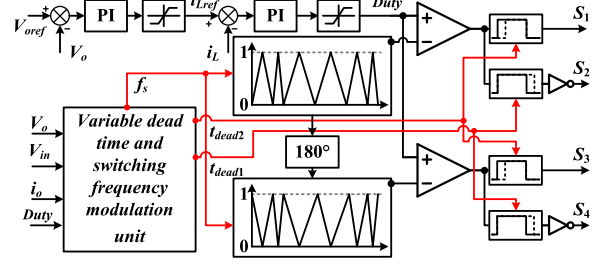 PI
i_Lref
PI
Duty
V_oref
V_o
i_L
S_1
1
0
f_s
S_2
Variable dead
time and
switching
frequency
modulation
unit
V_o
V_in
i_o
Duty
t_dead2
t_dead1
180°
1
0
S_3
S_4